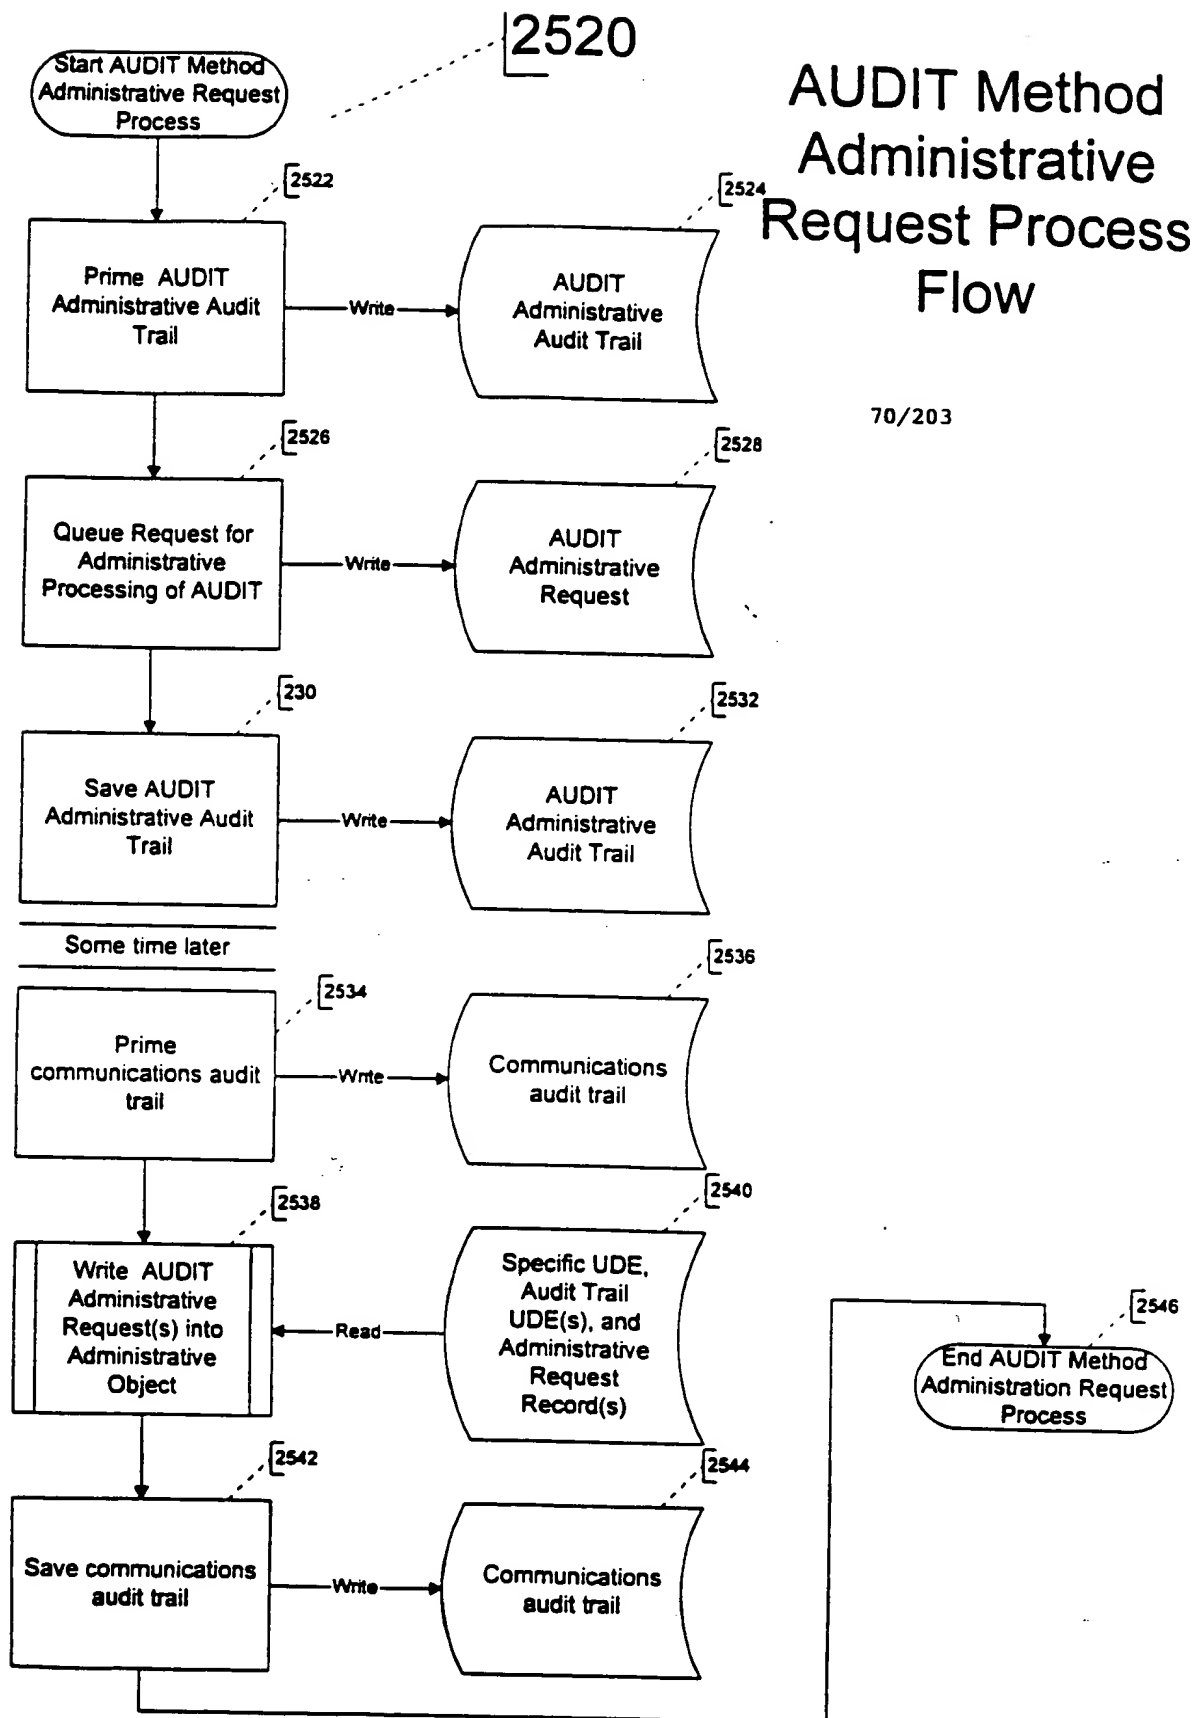 2520
AUDIT Method
Administrative
Request Process
Flow
70/203
Start AUDIT Method
Administrative Request
Process
2522
Prime AUDIT
Administrative Audit
Trail
Write
2524
AUDIT
Administrative
Audit Trail
2526
Queue Request for
Administrative
Processing of AUDIT
Write
2528
AUDIT
Administrative
Request
230
Save AUDIT
Administrative Audit
Trail
Write
2532
AUDIT
Administrative
Audit Trail
Some time later
2534
Prime
communications audit
trail
Write
2536
Communications
audit trail
2538
Write AUDIT
Administrative
Request(s) into
Administrative
Object
Read
2540
Specific UDE,
Audit Trail
UDE(s), and
Administrative
Request
Record(s)
2542
Save communications
audit trail
Write
2544
Communications
audit trail
2546
End AUDIT Method
Administration Request
Process